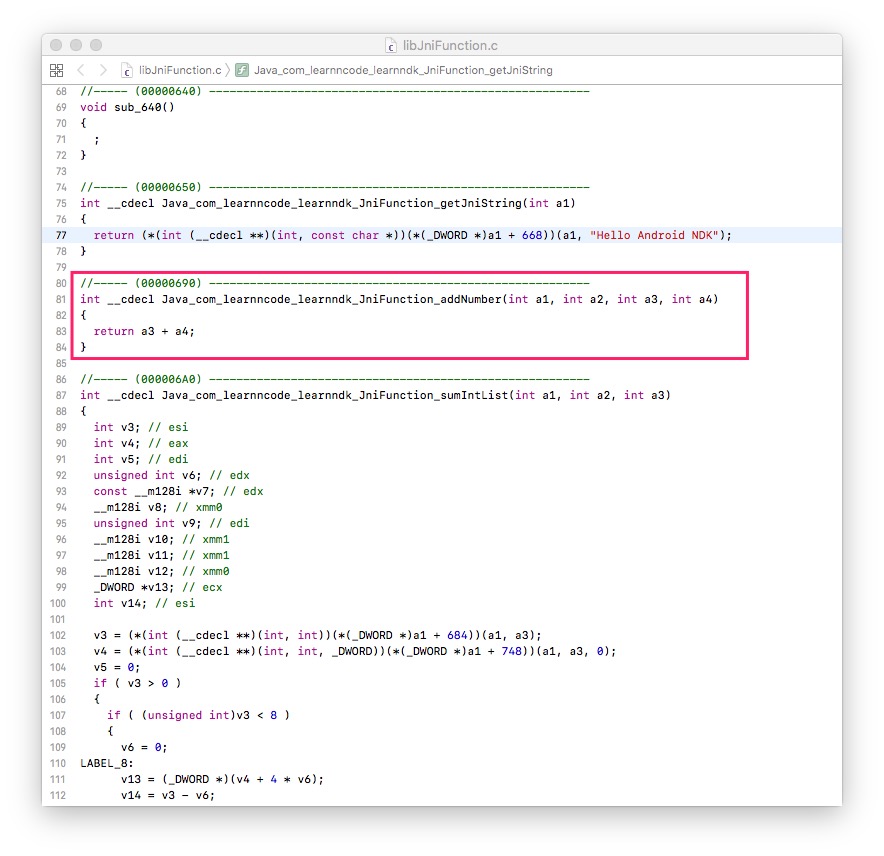 libJniFunction.c
libJniFunction.c Java_com_learnncode_learnndk_JniFunction_getJniString
68 //----- (00000640) --------------------------------------------------------
69 void sub_640()
70 {
71   ;
72 }
73
74 //----- (00000650) --------------------------------------------------------
75 int __cdecl Java_com_learnncode_learnndk_JniFunction_getJniString(int a1)
76 {
77   return (*(int (__cdecl **)(int, const char *))(*(_DWORD *)a1 + 668))(a1, "Hello Android NDK");
78 }
79
80 //----- (00000690) --------------------------------------------------------
81 int __cdecl Java_com_learnncode_learnndk_JniFunction_addNumber(int a1, int a2, int a3, int a4)
82 {
83   return a3 + a4;
84 }
85
86 //----- (000006A0) --------------------------------------------------------
87 int __cdecl Java_com_learnncode_learnndk_JniFunction_sumIntList(int a1, int a2, int a3)
88 {
89   int v3; // esi
90   int v4; // eax
91   int v5; // edi
92   unsigned int v6; // edx
93   const __m128i *v7; // edx
94   __m128i v8; // xmm0
95   unsigned int v9; // edi
96   __m128i v10; // xmm1
97   __m128i v11; // xmm1
98   __m128i v12; // xmm0
99   _DWORD *v13; // ecx
100   int v14; // esi
101
102   v3 = (*(int (__cdecl **)(int, int))(*(_DWORD *)a1 + 684))(a1, a3);
103   v4 = (*(int (__cdecl **)(int, int, _DWORD))(*(_DWORD *)a1 + 748))(a1, a3, 0);
104   v5 = 0;
105   if ( v3 > 0 )
106   {
107     if ( (unsigned int)v3 < 8 )
108     {
109       v6 = 0;
110 LABEL_8:
111       v13 = (_DWORD *)(v4 + 4 * v6);
112       v14 = v3 - v6;